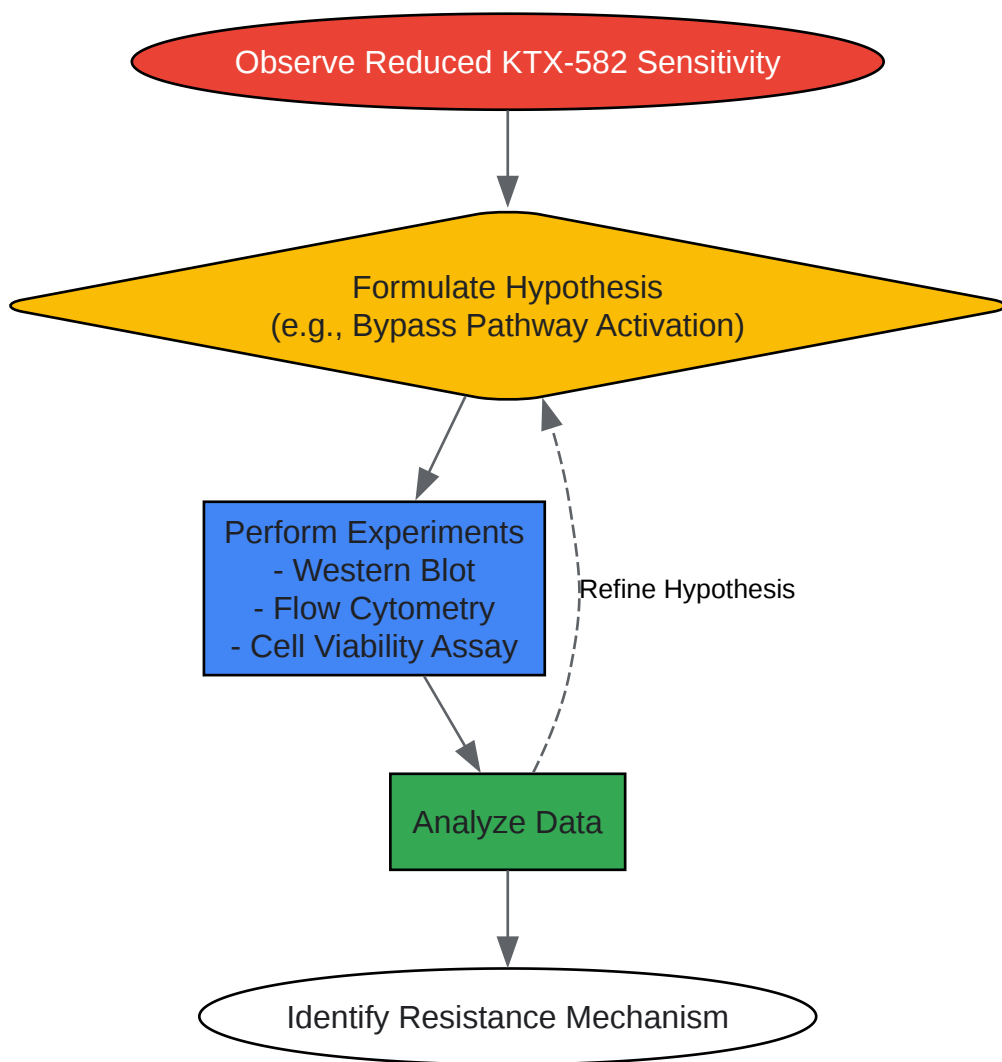 Observe Reduced KTX-582 Sensitivity
Formulate Hypothesis
(e.g., Bypass Pathway Activation)
Perform Experiments
- Western Blot
- Flow Cytometry
- Cell Viability Assay
Refine Hypothesis
Analyze Data
Identify Resistance Mechanism